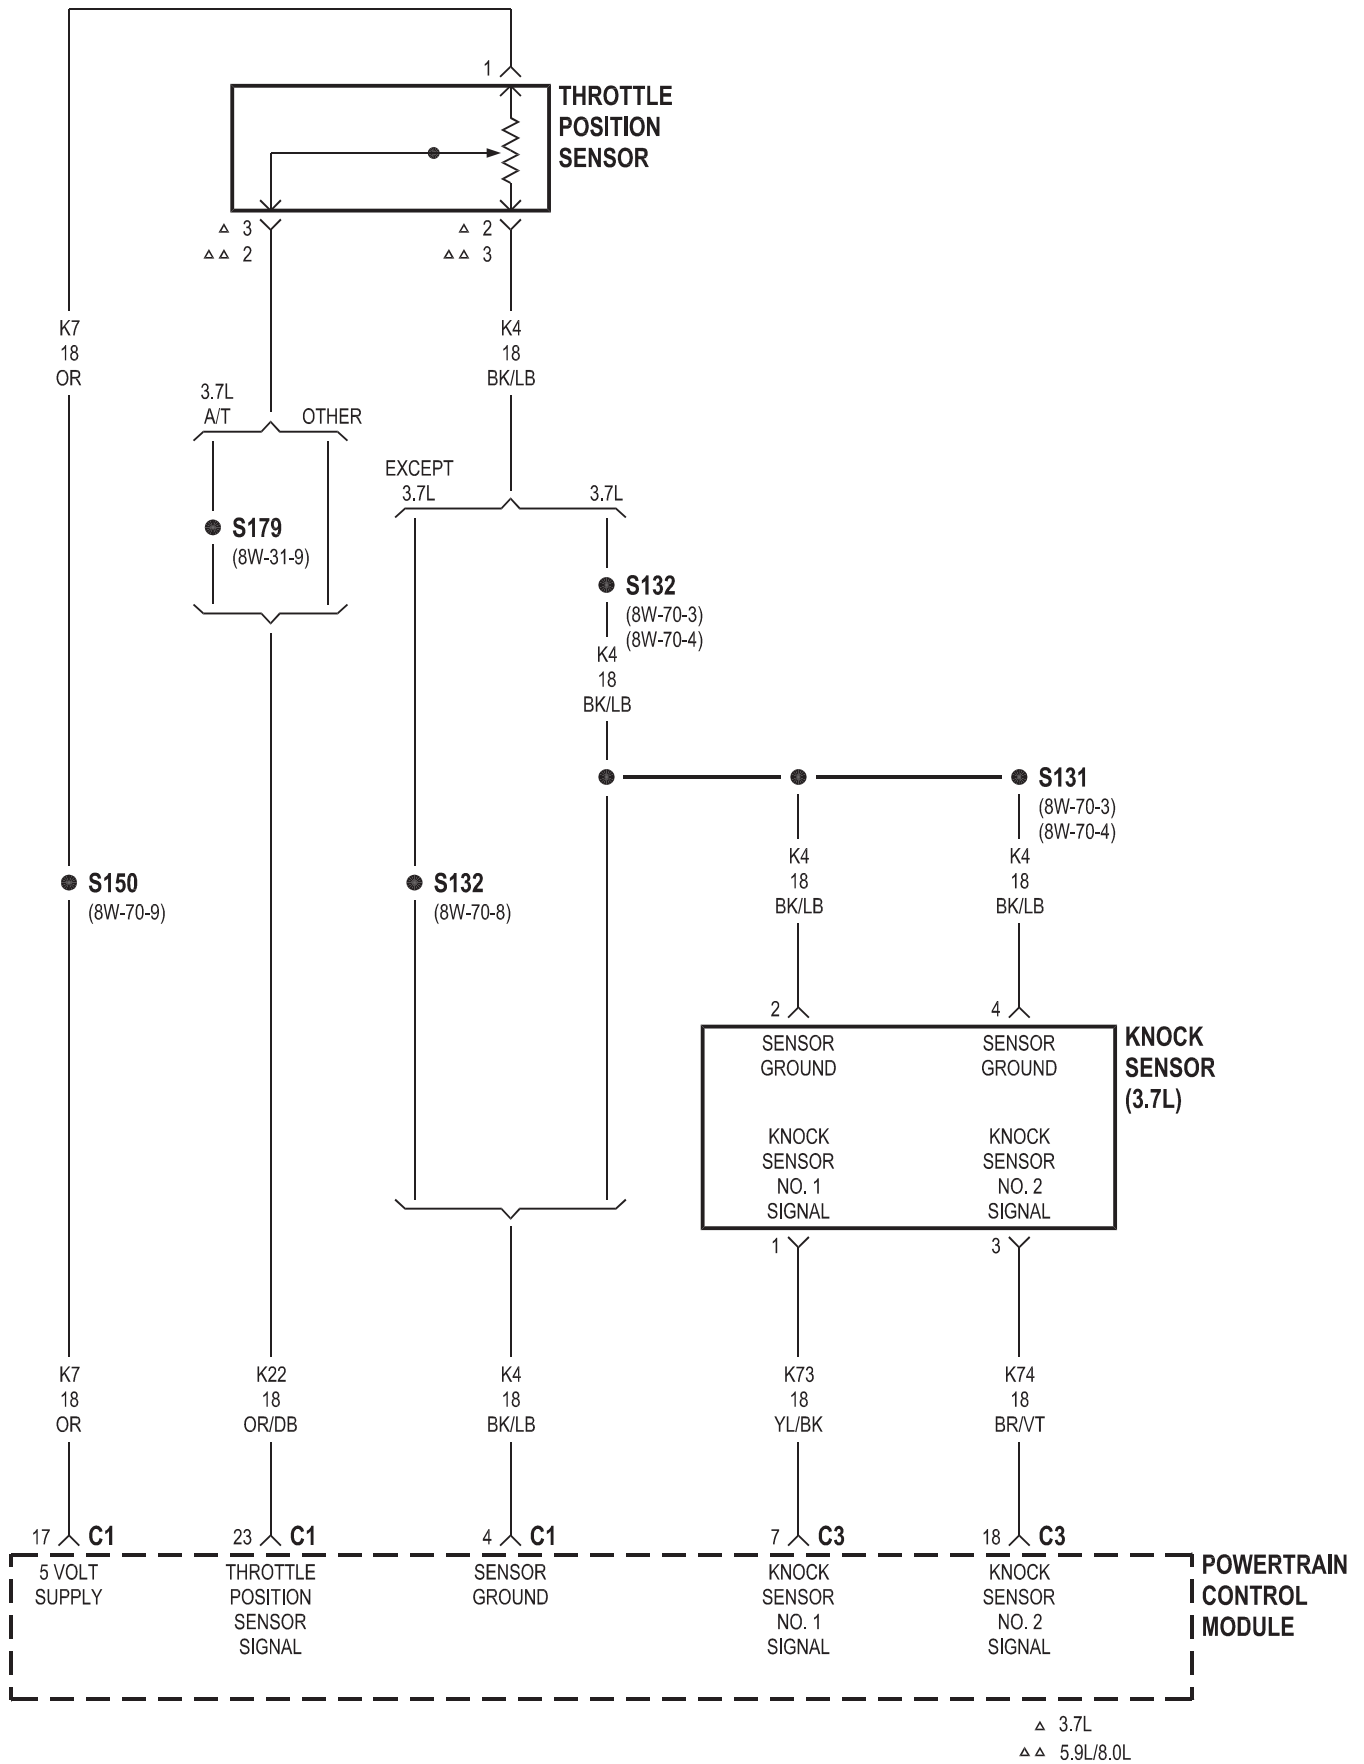 1
THROTTLE
POSITION
SENSOR
3
2
2
3
K7
18
OR
K4
18
BK/LB
3.7L
A/T
OTHER
EXCEPT
3.7L
3.7L
S179
(8W-31-9)
S132
(8W-70-3)
(8W-70-4)
K4
18
BK/LB
S131
(8W-70-3)
(8W-70-4)
K4
18
BK/LB
K4
18
BK/LB
S150
(8W-70-9)
S132
(8W-70-8)
2
4
SENSOR
GROUND
SENSOR
GROUND
KNOCK
SENSOR
(3.7L)
KNOCK
SENSOR
NO. 1
SIGNAL
KNOCK
SENSOR
NO. 2
SIGNAL
1
3
K7
18
OR
K22
18
OR/DB
K4
18
BK/LB
K73
18
YL/BK
K74
18
BR/VT
17 C1
23 C1
4 C1
7 C3
18 C3
5 VOLT
SUPPLY
THROTTLE
POSITION
SENSOR
SIGNAL
SENSOR
GROUND
KNOCK
SENSOR
NO. 1
SIGNAL
KNOCK
SENSOR
NO. 2
SIGNAL
POWERTRAIN
CONTROL
MODULE
3.7L
5.9L/8.0L